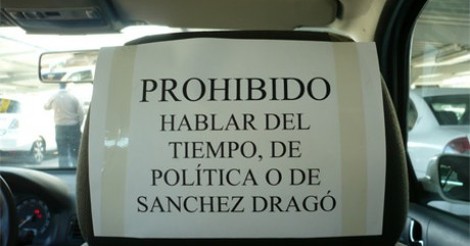 PROHIBIDO
HABLAR DEL
TIEMPO, DE
POLÍTICA O DE
SANCHEZ DRAGÓ